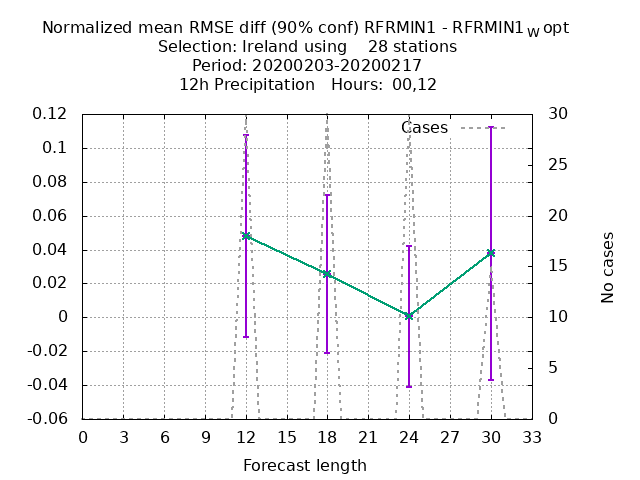 Normalized mean RMSE diff (90% conf) RFRMIN1 - RFRMIN1W opt
Selection: Ireland using 28 stations
Period: 20200203-20200217
12h Precipitation Hours: 00,12
Cases
0.12
0.1
0.08
0.06
0.04
0.02
0
-0.02
-0.04
-0.06
30
25
20
15
10
5
0
No cases
0 3 6 9 12 15 18 21 24 27 30 33
Forecast length